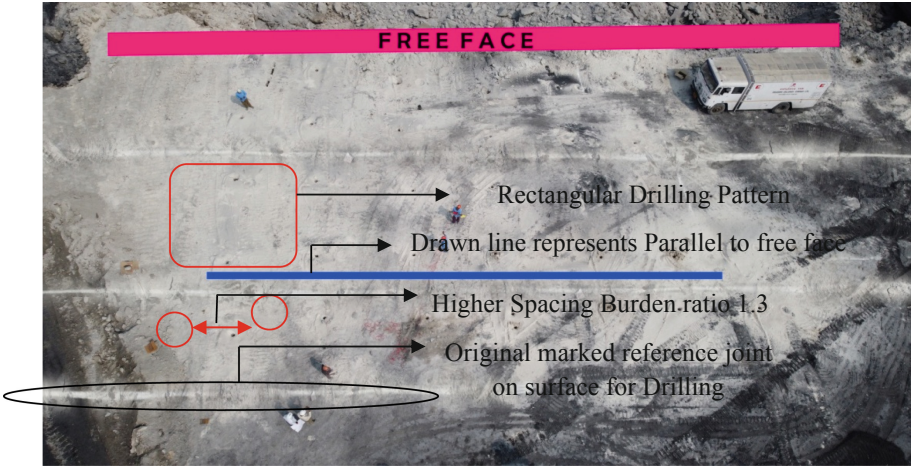 FREE FACE
Rectangular Drilling Pattern
Drawn line represents Parallel to free face
Higher Spacing Burden ratio 1.3
Original marked reference joint
on surface for Drilling